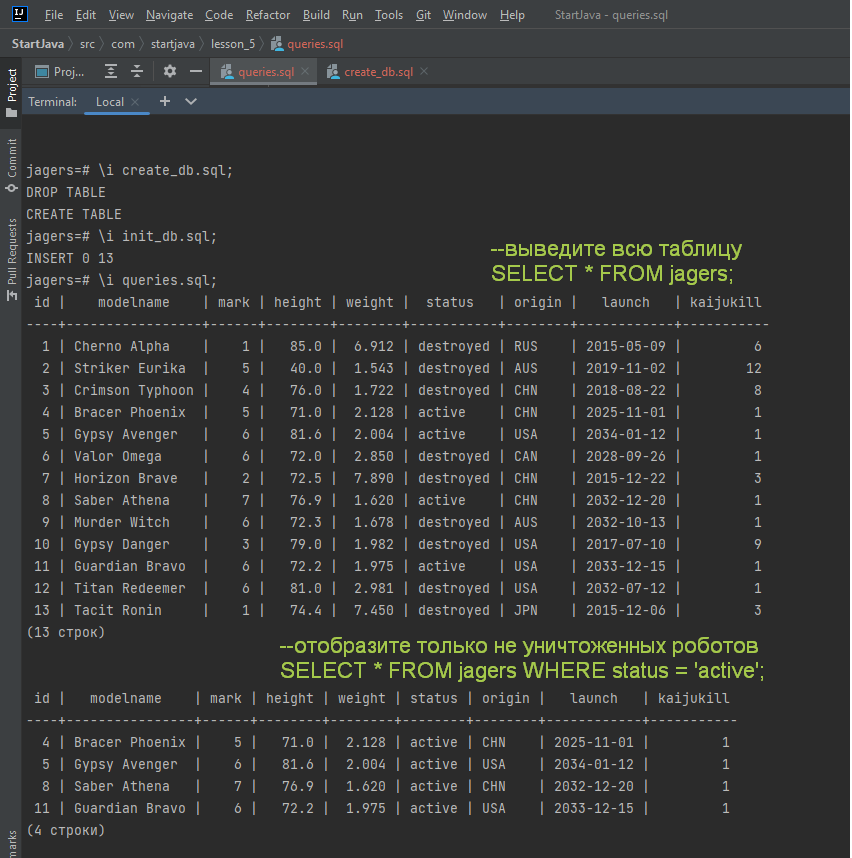 IJ File Edit View Navigate Code Refactor Build Run Tools Git Window Help StartJava - queries.sql
StartJava src com startjava lesson_5 queries.sql
Project Proj... queries.sql create_db.sql
Terminal: Local
Commit
Pull Requests
jagers=# \i create_db.sql;
DROP TABLE
CREATE TABLE
jagers=# \i init_db.sql;
INSERT 0 13
--выведите всю таблицу
SELECT * FROM jagers;
jagers=# \i queries.sql;
id | modelname | mark | height | weight | status | origin | launch | kaijukill
----+-----------------+------+--------+--------+-----------+--------+------------+-----------
1 | Cherno Alpha | 1 | 85.0 | 6.912 | destroyed | RUS | 2015-05-09 | 6
2 | Striker Eurika | 5 | 40.0 | 1.543 | destroyed | AUS | 2019-11-02 | 12
3 | Crimson Typhoon | 4 | 76.0 | 1.722 | destroyed | CHN | 2018-08-22 | 8
4 | Bracer Phoenix | 5 | 71.0 | 2.128 | active | CHN | 2025-11-01 | 1
5 | Gypsy Avenger | 6 | 81.6 | 2.004 | active | USA | 2034-01-12 | 1
6 | Valor Omega | 6 | 72.0 | 2.850 | destroyed | CAN | 2028-09-26 | 1
7 | Horizon Brave | 2 | 72.5 | 7.890 | destroyed | CHN | 2015-12-22 | 3
8 | Saber Athena | 7 | 76.9 | 1.620 | active | CHN | 2032-12-20 | 1
9 | Murder Witch | 6 | 72.3 | 1.678 | destroyed | AUS | 2032-10-13 | 1
10 | Gypsy Danger | 3 | 79.0 | 1.982 | destroyed | USA | 2017-07-10 | 9
11 | Guardian Bravo | 6 | 72.2 | 1.975 | active | USA | 2033-12-15 | 1
12 | Titan Redeemer | 6 | 81.0 | 2.981 | destroyed | USA | 2032-07-12 | 1
13 | Tacit Ronin | 1 | 74.4 | 7.450 | destroyed | JPN | 2015-12-06 | 3
(13 строк)
--отобразите только не уничтоженных роботов
SELECT * FROM jagers WHERE status = 'active';
id | modelname | mark | height | weight | status | origin | launch | kaijukill
----+----------------+------+--------+--------+--------+--------+------------+-----------
4 | Bracer Phoenix | 5 | 71.0 | 2.128 | active | CHN | 2025-11-01 | 1
5 | Gypsy Avenger | 6 | 81.6 | 2.004 | active | USA | 2034-01-12 | 1
8 | Saber Athena | 7 | 76.9 | 1.620 | active | CHN | 2032-12-20 | 1
11 | Guardian Bravo | 6 | 72.2 | 1.975 | active | USA | 2033-12-15 | 1
(4 строки)